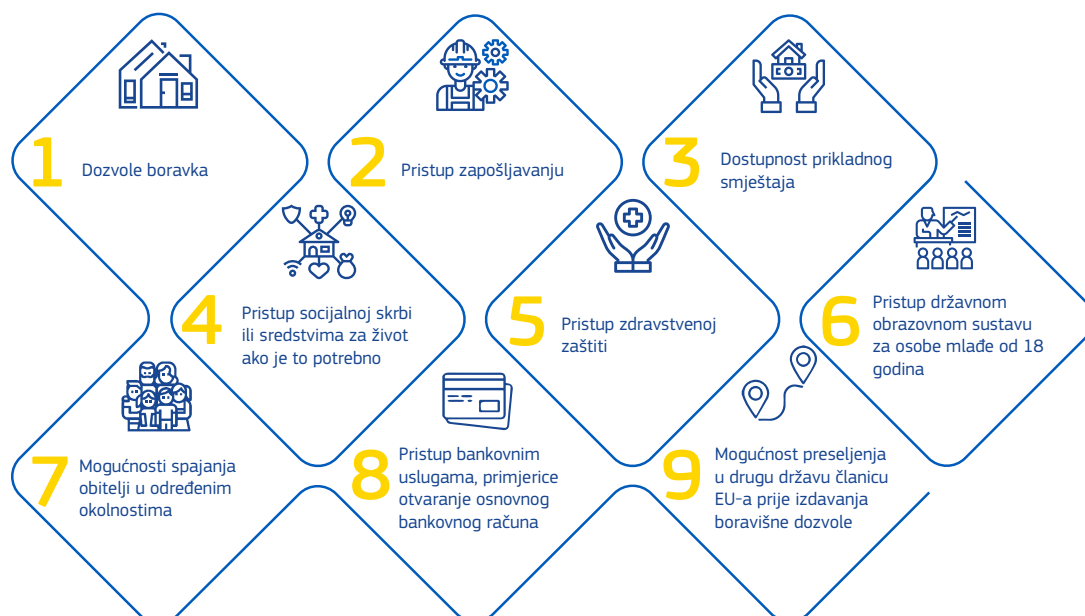 1
Dozvole boravka
2
Pristup zapošljavanju
3
Dostupnost prikladnog
smještaja
4
Pristup socijalnoj skrbi
ili sredstvima za život
ako je to potrebno
5
Pristup zdravstvenoj
zaštiti
6
Pristup državnom
obrazovnom sustavu
za osobe mlađe od 18
godina
7
Mogućnosti spajanja
obitelji u određenim
okolnostima
8
Pristup bankovnim
uslugama, primjerice
otvaranje osnovnog
bankovnog računa
9
Mogućnost preseljenja
u drugu državu članicu
EU-a prije izdavanja
boravišne dozvole